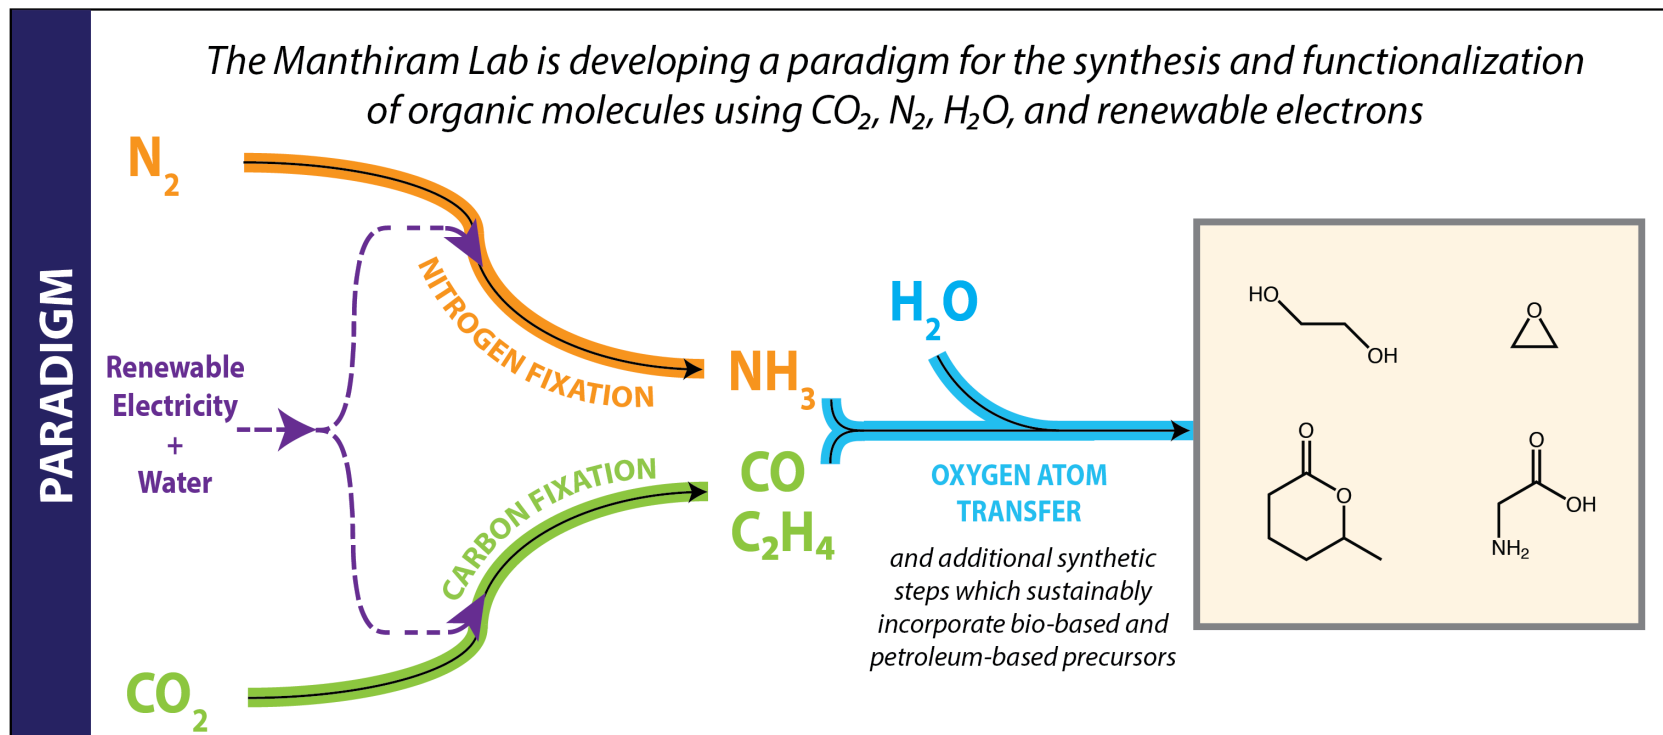 The Manthiram Lab is developing a paradigm for the synthesis and functionalization
of organic molecules using CO₂, N₂, H₂O, and renewable electrons
PARADIGM
N₂
NITROGEN FIXATION
Renewable
Electricity
+
Water
NH₃
H₂O
CARBON FIXATION
CO
C₂H₄
CO₂
OXYGEN ATOM
TRANSFER
and additional synthetic
steps which sustainably
incorporate bio-based and
petroleum-based precursors
HO
OH
O
O
O
O
OH
NH₂